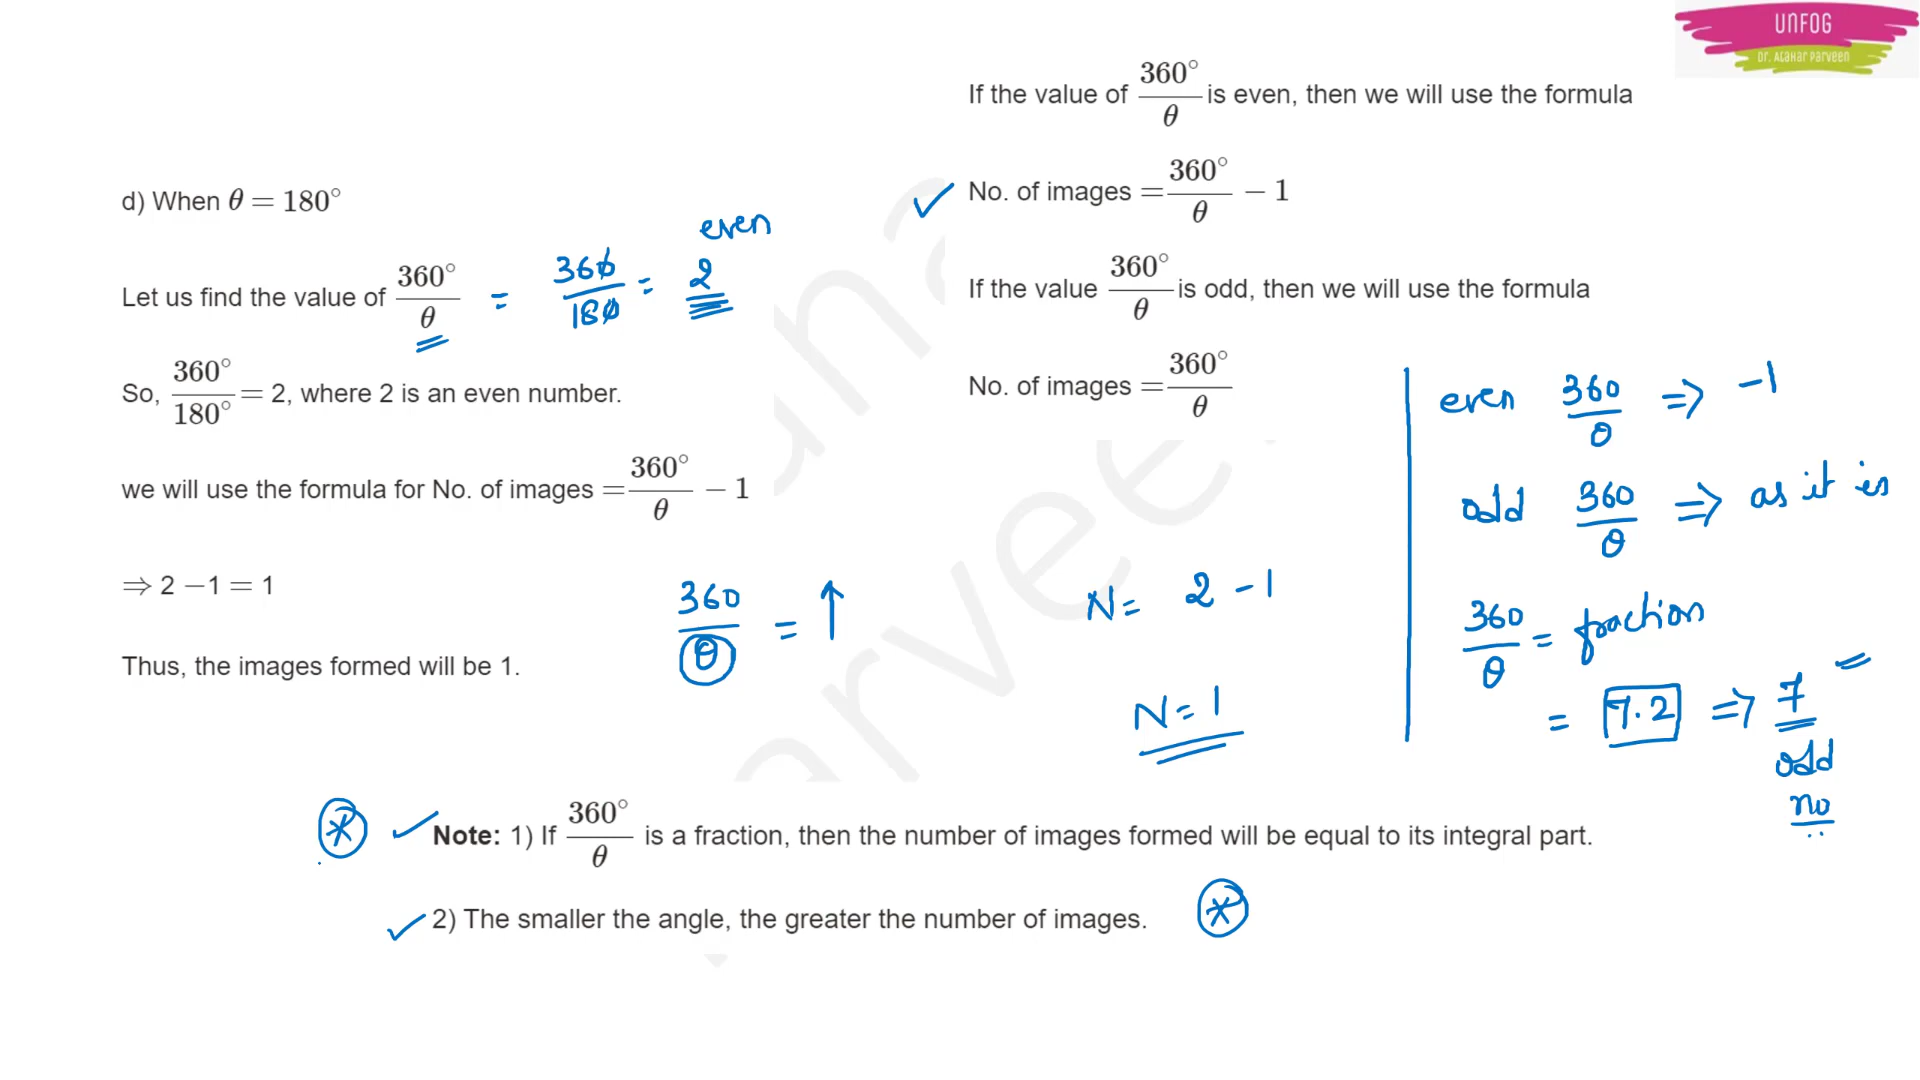 UNFOG
Dr. Atahar Parveen
d) When θ = 180°
Let us find the value of 360°/θ = 360/180 = 2 even
So, 360°/180° = 2, where 2 is an even number.
we will use the formula for No. of images = 360°/θ − 1
⇒ 2 − 1 = 1
Thus, the images formed will be 1.
360/θ = ↑
If the value of 360°/θ is even, then we will use the formula
✓ No. of images = 360°/θ − 1
If the value 360°/θ is odd, then we will use the formula
No. of images = 360°/θ
N = 2 - 1
N = 1
even 360/θ ⇒ -1
odd 360/θ ⇒ as it is
360/θ = fraction
= 7.2 ⇒ 7
odd
no
Note: 1) If 360°/θ is a fraction, then the number of images formed will be equal to its integral part.
2) The smaller the angle, the greater the number of images.